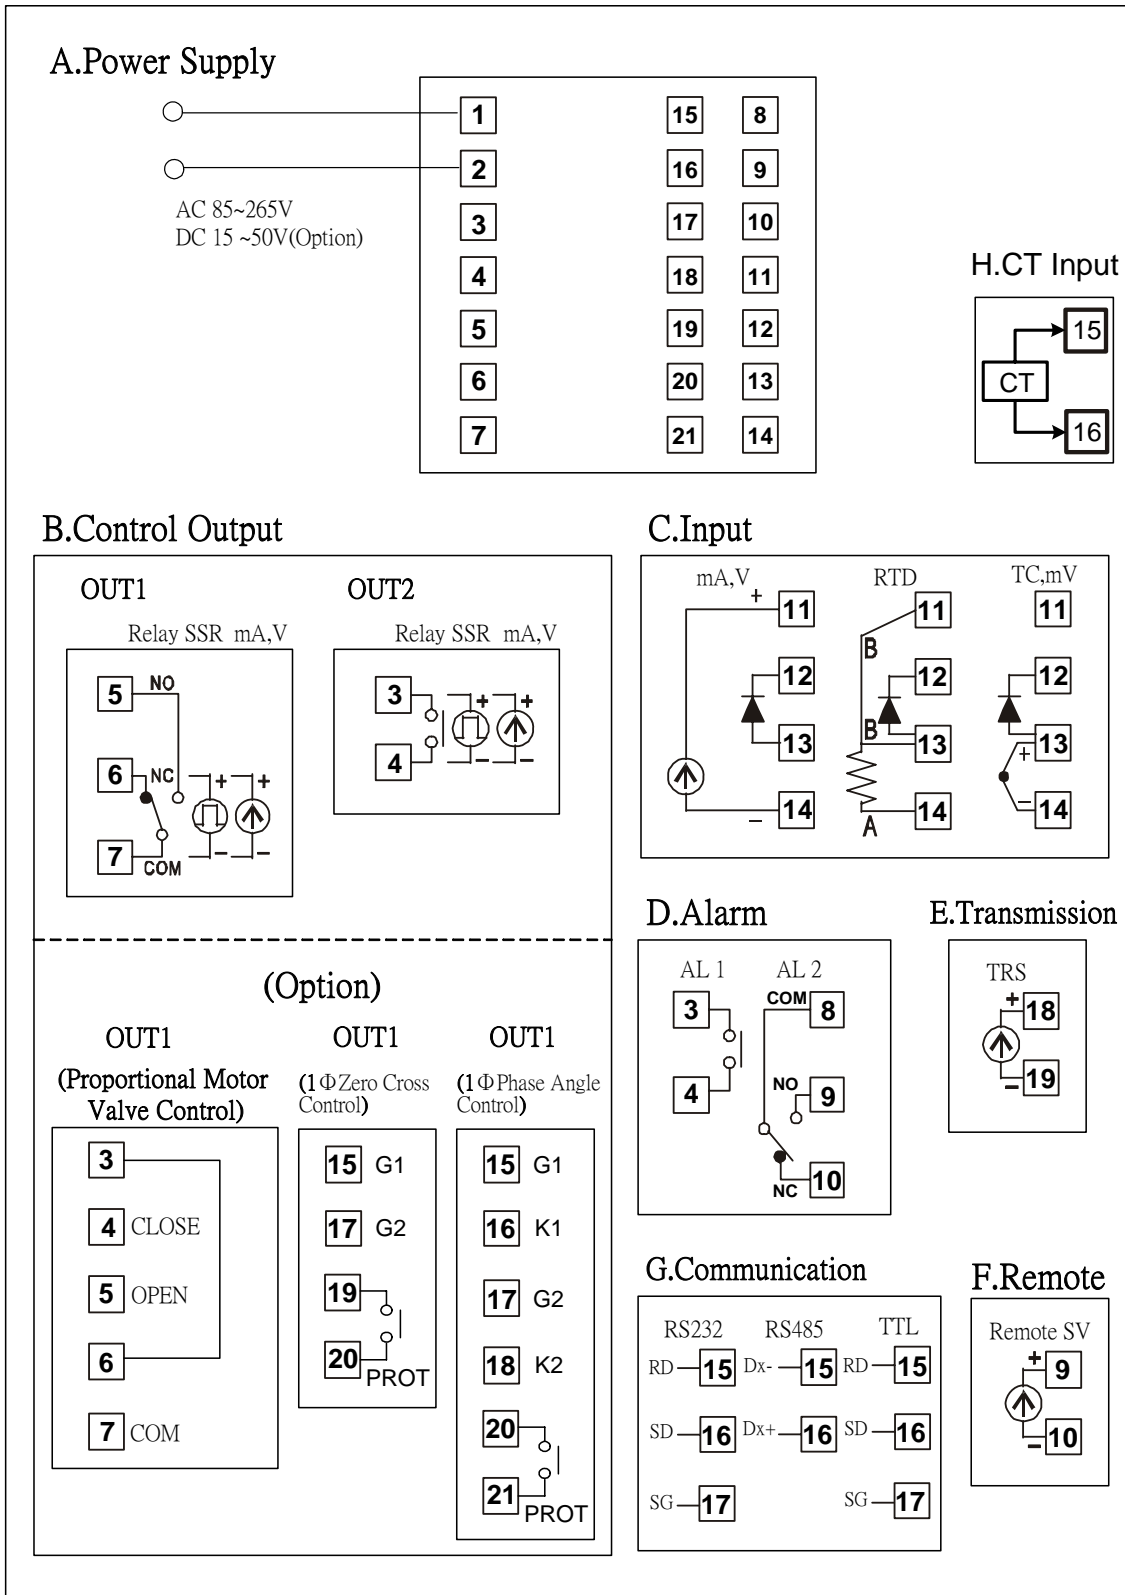 A.Power Supply
1 15 8
2 16 9
AC 85~265V
DC 15 ~50V(Option)
3 17 10
4 18 11
5 19 12
6 20 13
7 21 14
H.CT Input
15
CT
16
B.Control Output
OUT1
Relay SSR mA,V
5 NO
6 NC + +
7 COM − −
OUT2
Relay SSR mA,V
3 + +
4 − −
C.Input
mA,V RTD TC,mV
+ 11 11 11
B
12 12 12
13 B 13 13
+
− 14 A 14 − 14
D.Alarm
AL 1 AL 2
3 COM 8
4 NO 9
NC 10
E.Transmission
TRS
+ 18
− 19
(Option)
OUT1
(Proportional Motor
Valve Control)
3
4 CLOSE
5 OPEN
6
7 COM
OUT1
(1ΦZero Cross
Control)
15 G1
17 G2
19
20 PROT
OUT1
(1ΦPhase Angle
Control)
15 G1
16 K1
17 G2
18 K2
20
21 PROT
G.Communication
RS232 RS485 TTL
RD 15 Dx- 15 RD 15
SD 16 Dx+ 16 SD 16
SG 17 SG 17
F.Remote
Remote SV
+ 9
− 10